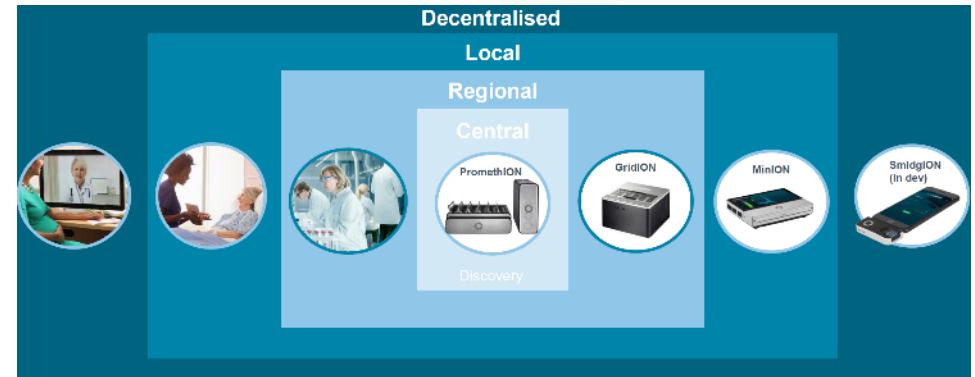 Decentralised
Local
Regional
Central
PromethION
GridION
MinION
SmidgION
(in dev)
Discovery